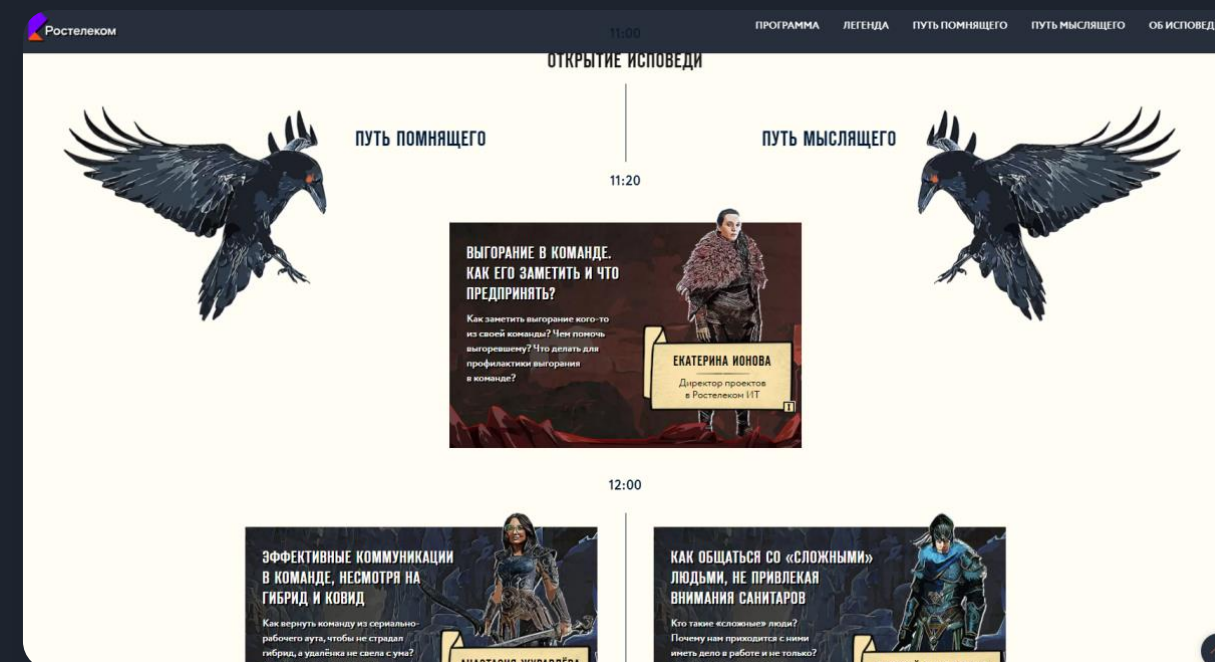 Ростелеком
ПРОГРАММА ЛЕГЕНДА ПУТЬ ПОМНЯЩЕГО ПУТЬ МЫСЛЯЩЕГО ОБ ИСПОВЕД
11:00
ОТКРЫТИЕ ИСПОВЕДИ
ПУТЬ ПОМНЯЩЕГО
ПУТЬ МЫСЛЯЩЕГО
11:20
ВЫГОРАНИЕ В КОМАНДЕ.
КАК ЕГО ЗАМЕТИТЬ И ЧТО
ПРЕДПРИНЯТЬ?
Как заметить выгорание кого-то
из своей команды? Чем помочь
выгоревшему? Что делать для
профилактики выгорания
в команде?
ЕКАТЕРИНА ИОНОВА
Директор проектов
в Ростелеком ИТ
12:00
ЭФФЕКТИВНЫЕ КОММУНИКАЦИИ
В КОМАНДЕ, НЕСМОТРЯ НА
ГИБРИД И КОВИД
Как вернуть команду из сериально-
рабочего аута, чтобы не страдал
гибрид, а удалёнка не свела с ума?
АНАСТАСИЯ ЖУРАВЛЁВА
КАК ОБЩАТЬСЯ СО «СЛОЖНЫМИ»
ЛЮДЬМИ, НЕ ПРИВЛЕКАЯ
ВНИМАНИЯ САНИТАРОВ
Кто такие «сложные» люди?
Почему нам приходится с ними
иметь дело в работе и не только?